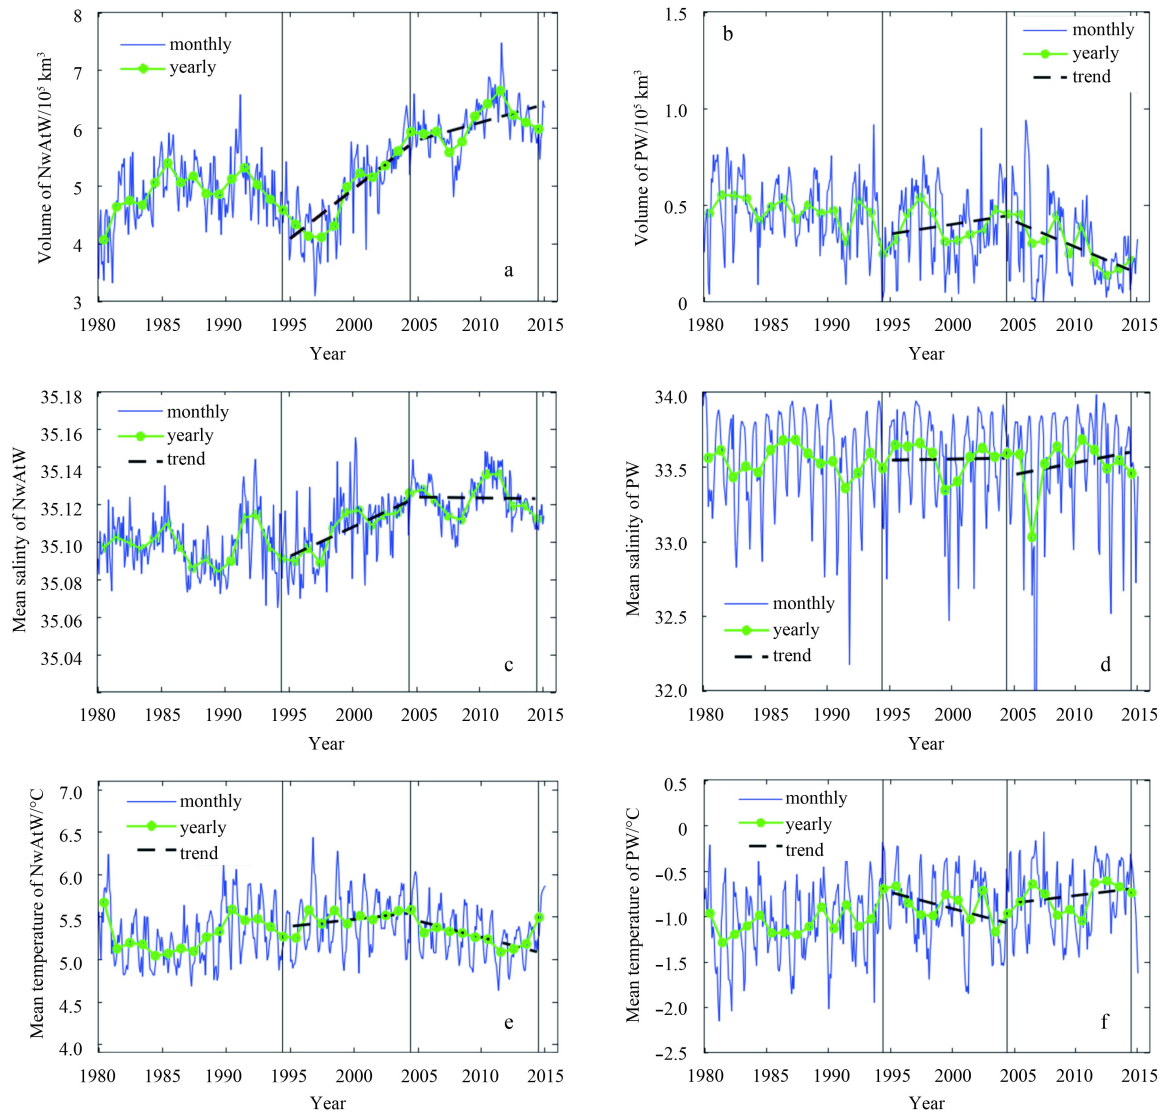 8
7
6
5
4
3
Volume of NwAtW/10⁵ km³
monthly
yearly
a
1980 1985 1990 1995 2000 2005 2010 2015
Year
1.5
1.0
0.5
0
Volume of PW/10⁵ km³
b
monthly
yearly
trend
1980 1985 1990 1995 2000 2005 2010 2015
Year
35.18
35.16
35.14
35.12
35.10
35.08
35.06
35.04
Mean salinity of NwAtW
monthly
yearly
trend
c
1980 1985 1990 1995 2000 2005 2010 2015
Year
34.0
33.5
33.0
32.5
32.0
Mean salinity of PW
monthly
yearly
trend
d
1980 1985 1990 1995 2000 2005 2010 2015
Year
7.0
6.5
6.0
5.5
5.0
4.5
4.0
Mean temperature of NwAtW/°C
monthly
yearly
trend
e
1980 1985 1990 1995 2000 2005 2010 2015
Year
0.5
0
−0.5
−1.0
−1.5
−2.0
−2.5
Mean temperature of PW/°C
monthly
yearly
trend
f
1980 1985 1990 1995 2000 2005 2010 2015
Year